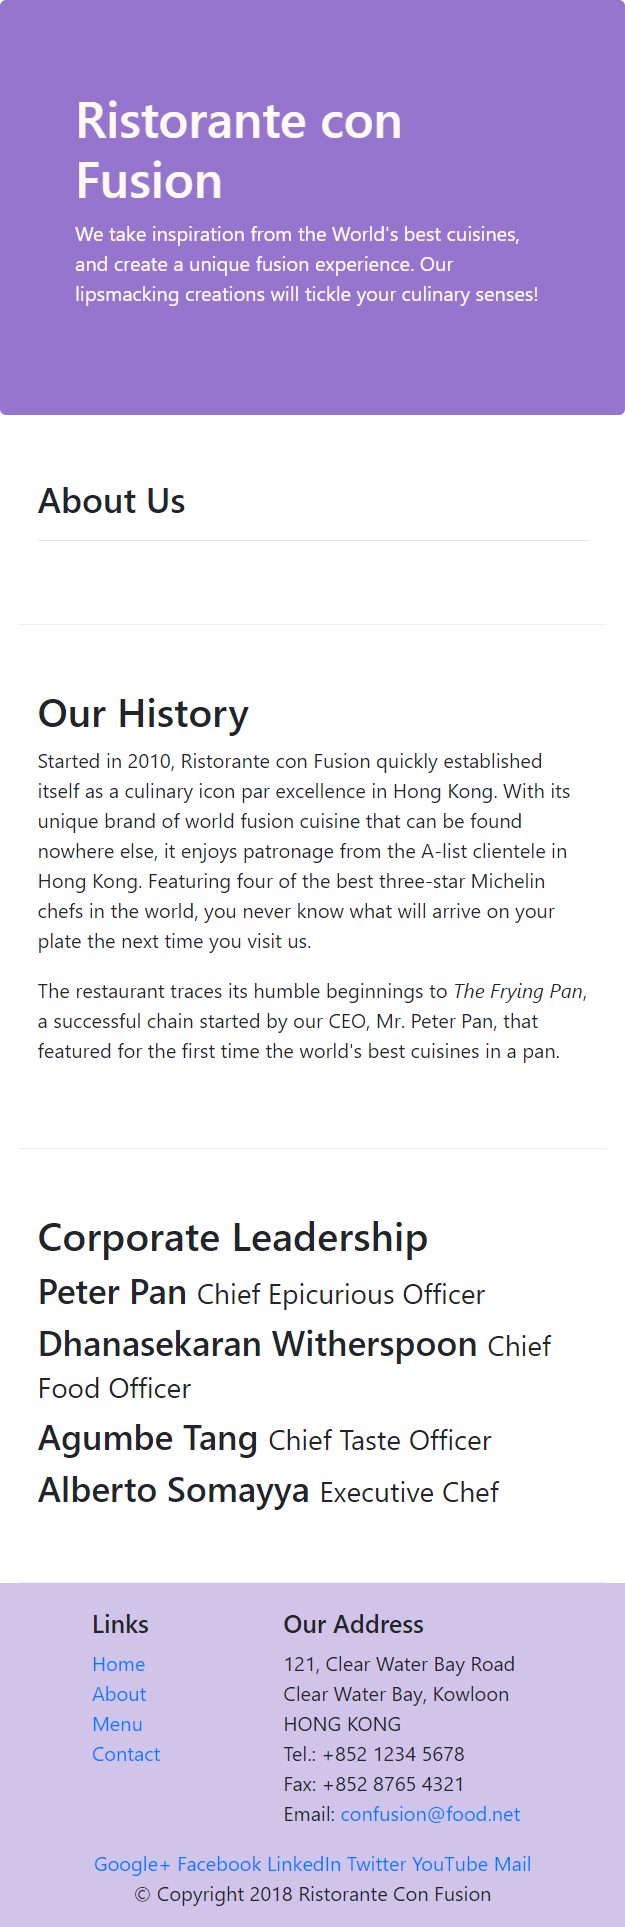 Ristorante con
Fusion
We take inspiration from the World's best cuisines,
and create a unique fusion experience. Our
lipsmacking creations will tickle your culinary senses!
About Us
Our History
Started in 2010, Ristorante con Fusion quickly established
itself as a culinary icon par excellence in Hong Kong. With its
unique brand of world fusion cuisine that can be found
nowhere else, it enjoys patronage from the A-list clientele in
Hong Kong. Featuring four of the best three-star Michelin
chefs in the world, you never know what will arrive on your
plate the next time you visit us.
The restaurant traces its humble beginnings to The Frying Pan,
a successful chain started by our CEO, Mr. Peter Pan, that
featured for the first time the world's best cuisines in a pan.
Corporate Leadership
Peter Pan Chief Epicurious Officer
Dhanasekaran Witherspoon Chief
Food Officer
Agumbe Tang Chief Taste Officer
Alberto Somayya Executive Chef
Links
Home
About
Menu
Contact
Our Address
121, Clear Water Bay Road
Clear Water Bay, Kowloon
HONG KONG
Tel.: +852 1234 5678
Fax: +852 8765 4321
Email: confusion@food.net
Google+ Facebook LinkedIn Twitter YouTube Mail
© Copyright 2018 Ristorante Con Fusion